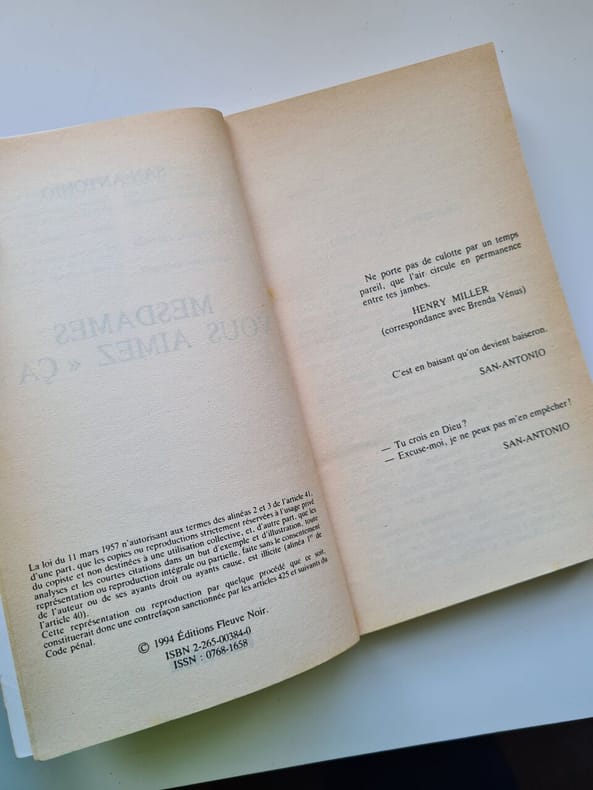 SAN-ANTONIO
MESDAMES
VOUS AIMEZ « ÇA
La loi du 11 mars 1957 n'autorisant aux termes des alinéas 2 et 3 de l'article 41,
d'une part, que les copies ou reproductions strictement réservées à l'usage privé
du copiste et non destinées à une utilisation collective, et, d'autre part, que les
analyses et les courtes citations dans un but d'exemple et d'illustration, toute
représentation ou reproduction intégrale ou partielle, faite sans le consentement
de l'auteur ou de ses ayants droit ou ayants cause, est illicite (alinéa 1er de
l'article 40).
Cette représentation ou reproduction par quelque procédé que ce soit,
constituerait donc une contrefaçon sanctionnée par les articles 425 et suivants du
Code pénal.
© 1994 Éditions Fleuve Noir.
ISBN 2-265-00384-0
ISSN : 0768-1658
Ne porte pas de culotte par un temps
pareil, que l'air circule en permanence
entre tes jambes.
HENRY MILLER
(correspondance avec Brenda Vénus)
C'est en baisant qu'on devient baiseron.
SAN-ANTONIO
— Tu crois en Dieu ?
— Excuse-moi, je ne peux pas m'en empêcher !
SAN-ANTONIO